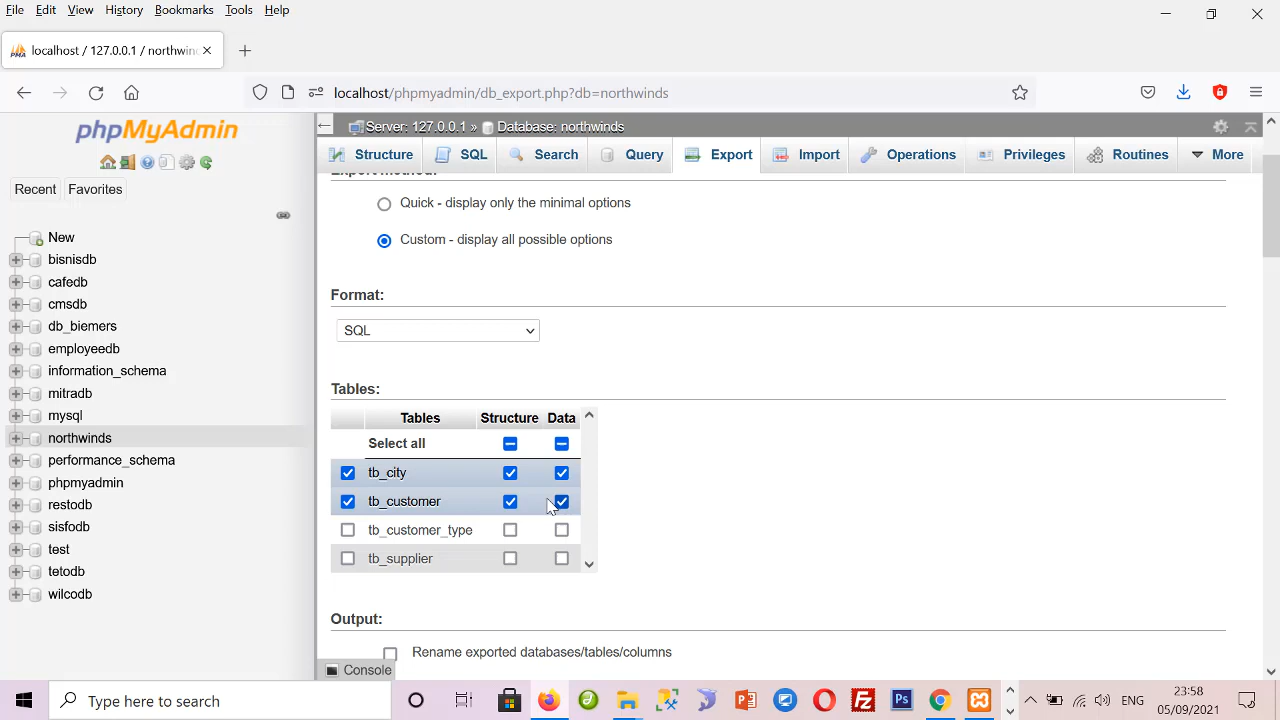 File Edit View History Bookmarks Tools Help
PMA localhost / 127.0.0.1 / northwin
localhost/phpmyadmin/db_export.php?db=northwinds
phpMyAdmin
Recent Favorites
New
bisnisdb
cafedb
cmsdb
db_biemers
employeedb
information_schema
mitradb
mysql
northwinds
performance_schema
phpmyadmin
restodb
sisfodb
test
tetodb
wilcodb
Server: 127.0.0.1 » Database: northwinds
Structure SQL Search Query Export Import Operations Privileges Routines More
Export method:
Quick - display only the minimal options
Custom - display all possible options
Format:
SQL
Tables:
Tables Structure Data
Select all
tb_city
tb_customer
tb_customer_type
tb_supplier
Output:
Rename exported databases/tables/columns
Console
Type here to search
Ps
Fz
ENG
23:58
05/09/2021